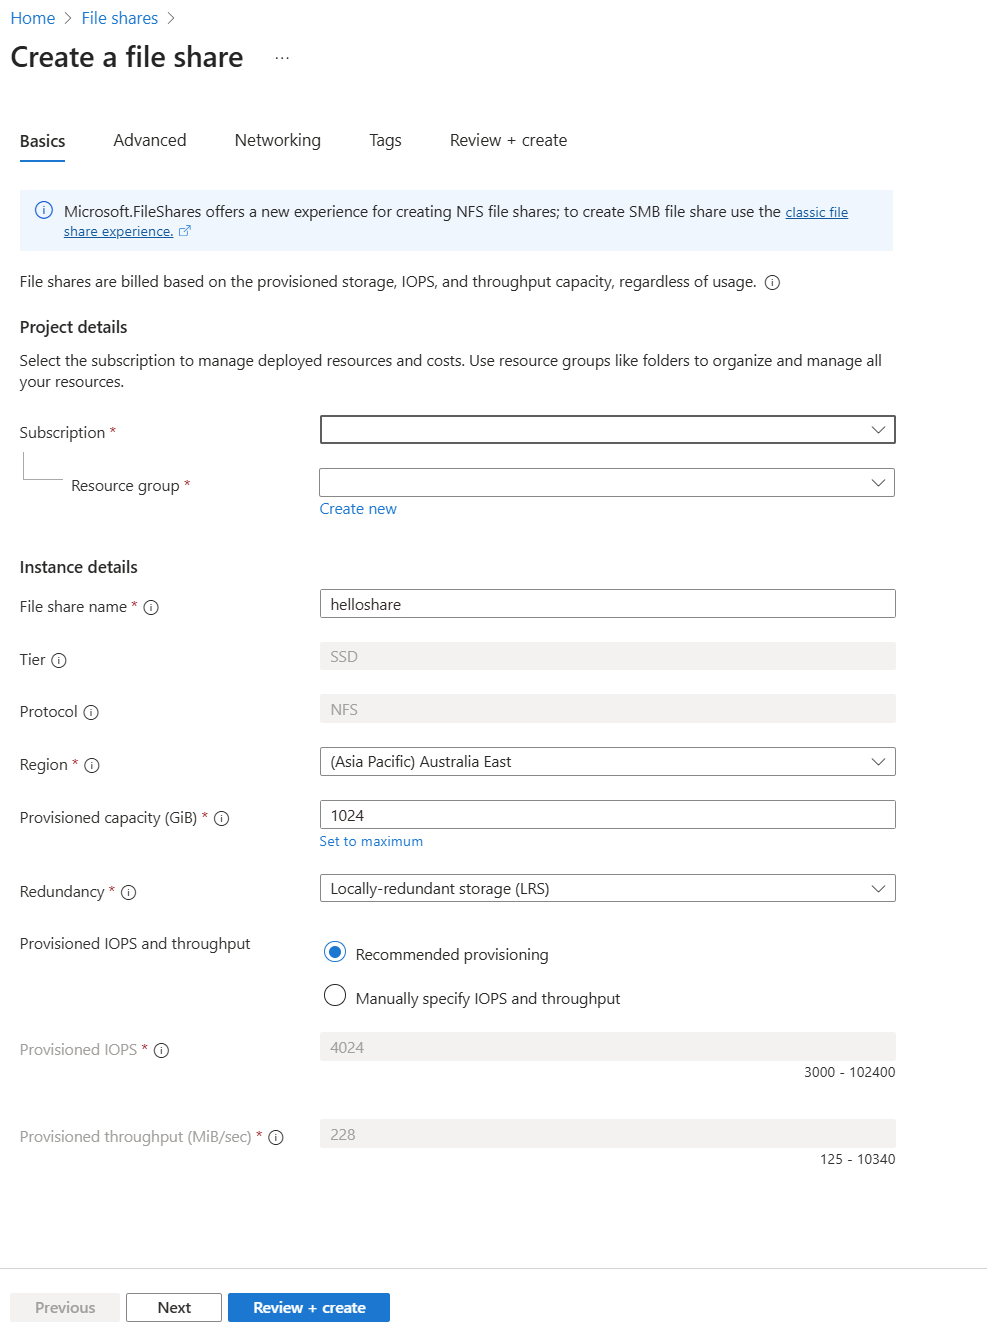 Home > File shares >
Create a file share ...
Basics Advanced Networking Tags Review + create
Microsoft.FileShares offers a new experience for creating NFS file shares; to create SMB file share use the classic file
share experience.
File shares are billed based on the provisioned storage, IOPS, and throughput capacity, regardless of usage.
Project details
Select the subscription to manage deployed resources and costs. Use resource groups like folders to organize and manage all
your resources.
Subscription *
Resource group *
Create new
Instance details
File share name * helloshare
Tier SSD
Protocol NFS
Region * (Asia Pacific) Australia East
Provisioned capacity (GiB) * 1024
Set to maximum
Redundancy * Locally-redundant storage (LRS)
Provisioned IOPS and throughput
Recommended provisioning
Manually specify IOPS and throughput
Provisioned IOPS * 4024
3000 - 102400
Provisioned throughput (MiB/sec) * 228
125 - 10340
Previous Next Review + create